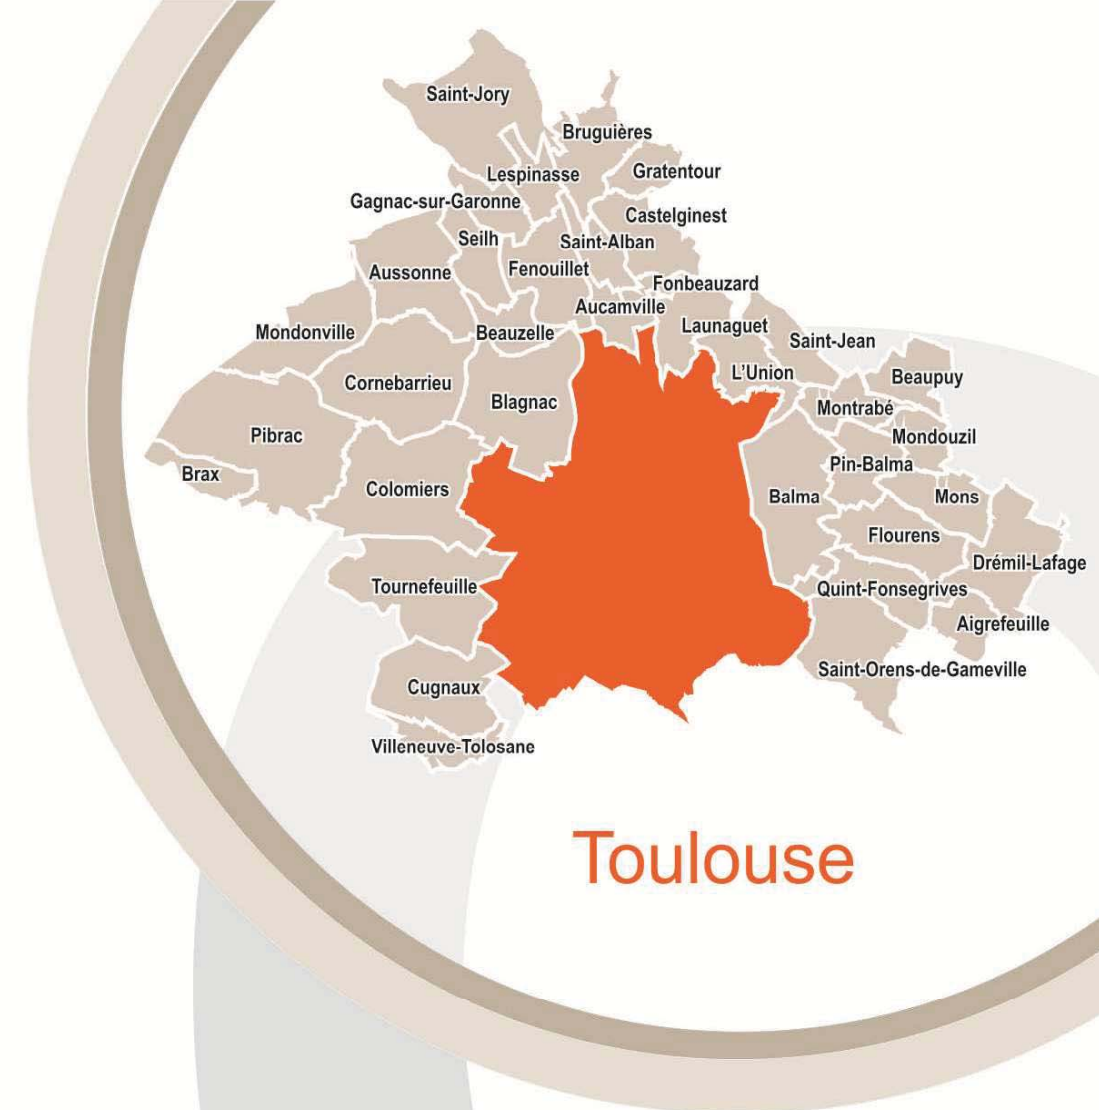 Saint-Jory
Bruguières
Lespinasse
Gratentour
Gagnac-sur-Garonne
Castelginest
Seilh
Saint-Alban
Aussonne
Fenouillet
Fonbeauzard
Aucamville
Mondonville
Beauzelle
Launaguet
Saint-Jean
L'Union
Beaupuy
Cornebarrieu
Blagnac
Montrabé
Pibrac
Mondouzil
Pin-Balma
Brax
Colomiers
Balma
Mons
Flourens
Drémil-Lafage
Tournefeuille
Quint-Fonsegrives
Aigrefeuille
Saint-Orens-de-Gameville
Cugnaux
Villeneuve-Tolosane
Toulouse